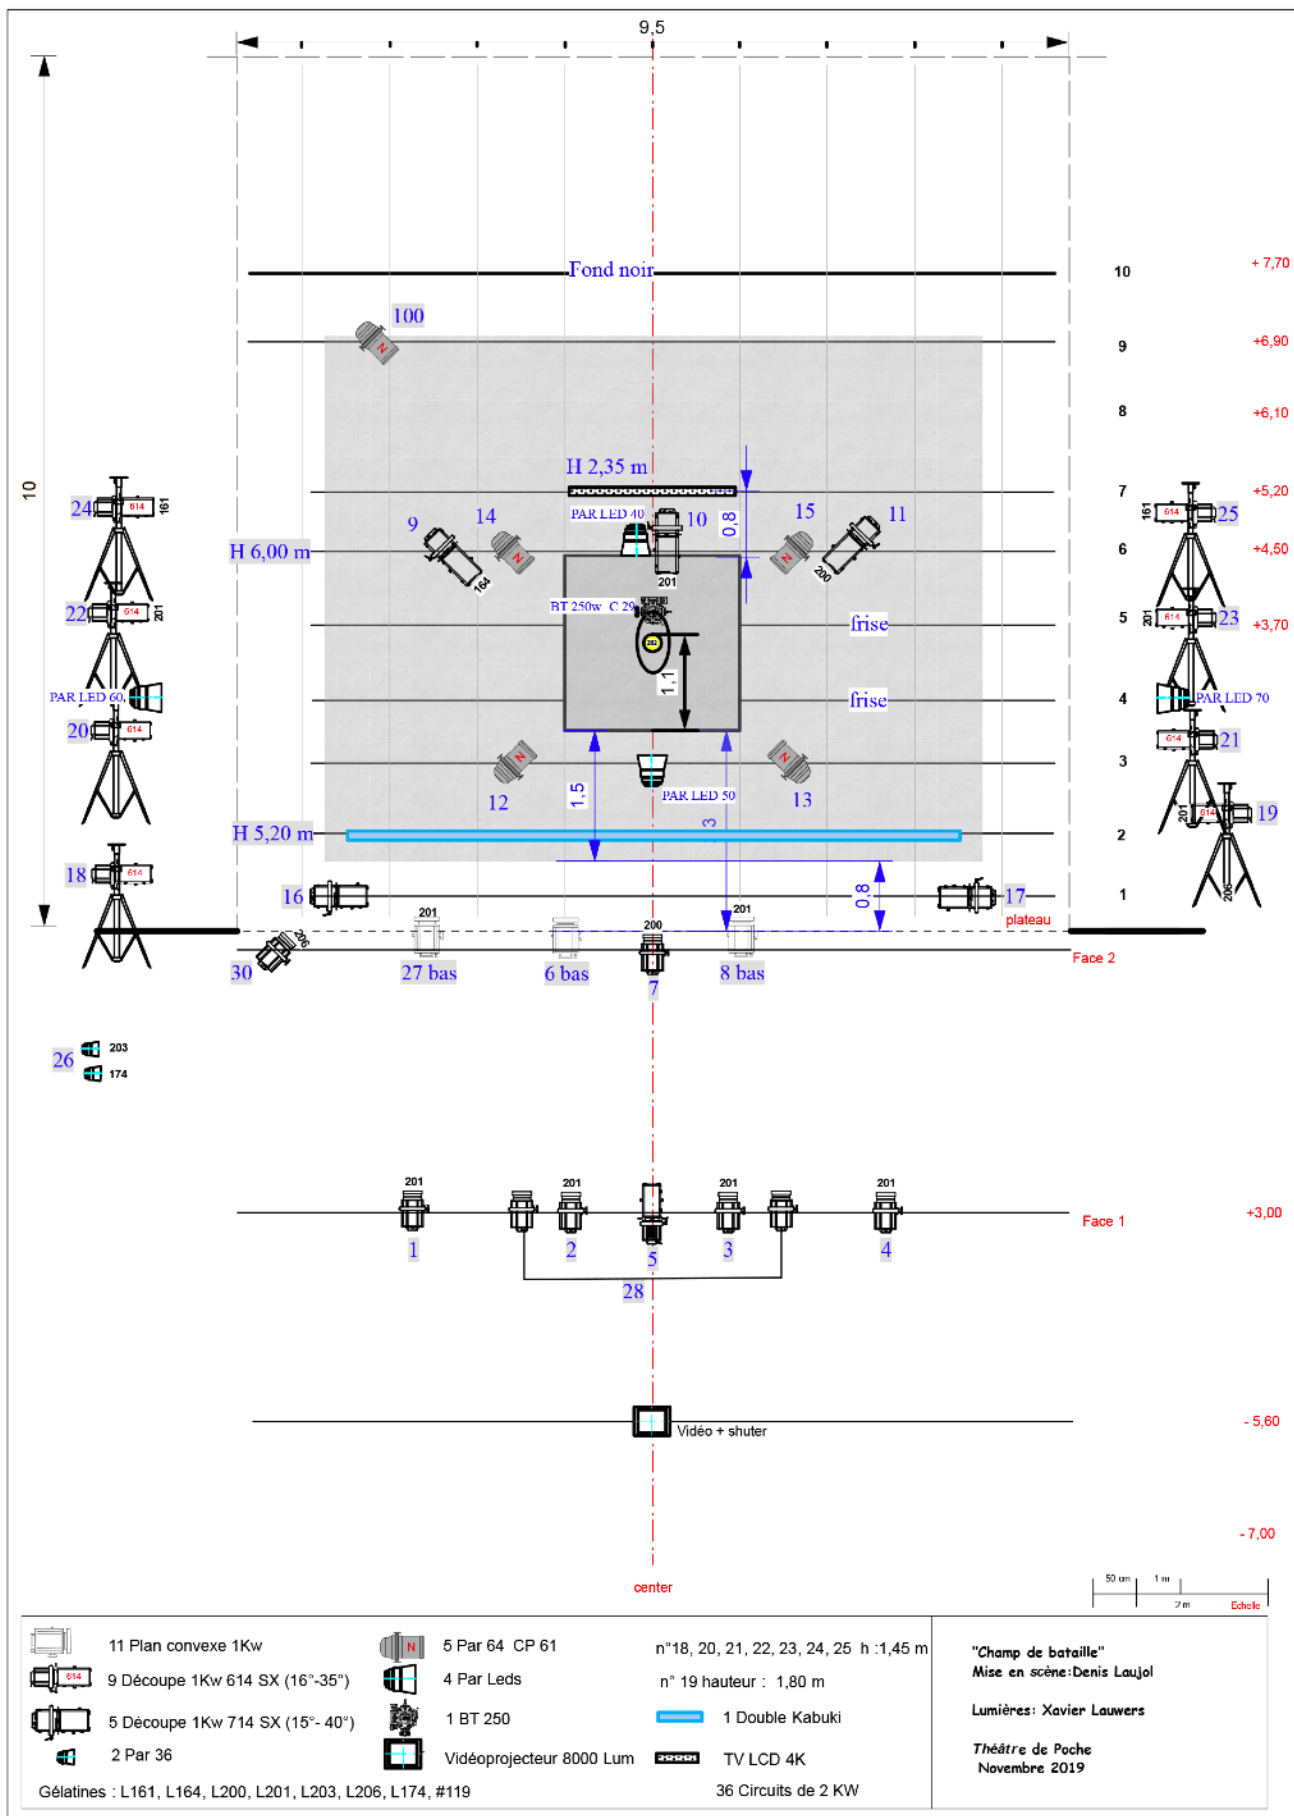 9,5
10
Fond noir
10
+ 7,70
100
9
+6,90
8
+6,10
H 2,35 m
7
+5,20
24
614
161
9
14
PAR LED 40
10
0,8
15
11
161
614
25
H 6,00 m
6
+4,50
164
201
200
22
614
201
BT 250w C 29
frise
5
+3,70
201
614
23
1,1
PAR LED 60
frise
4
PAR LED 70
20
614
614
21
N
N
3
12
1,5
PAR LED 50
13
3
H 5,20 m
2
201
614
19
18
614
0,8
206
16
17
1
plateau
201
200
201
206
30
27 bas
6 bas
7
8 bas
Face 2
26
203
174
201
201
201
201
Face 1
+3,00
1
2
5
3
4
28
Vidéo + shuter
- 5,60
- 7,00
center
50 cm
1 m
2 m
Echelle
11 Plan convexe 1Kw
N
5 Par 64 CP 61
n°18, 20, 21, 22, 23, 24, 25 h :1,45 m
"Champ de bataille"
Mise en scène:Denis Laujol
614
9 Découpe 1Kw 614 SX (16°-35°)
4 Par Leds
n° 19 hauteur : 1,80 m
Lumières: Xavier Lauwers
5 Découpe 1Kw 714 SX (15°- 40°)
1 BT 250
1 Double Kabuki
2 Par 36
Vidéoprojecteur 8000 Lum
TV LCD 4K
Théâtre de Poche
Novembre 2019
Gélatines : L161, L164, L200, L201, L203, L206, L174, #119
36 Circuits de 2 KW